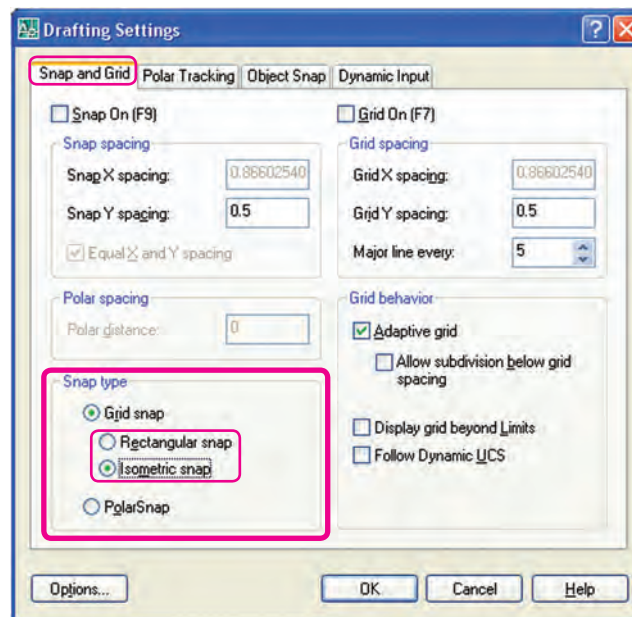 Drafting Settings
Snap and Grid Polar Tracking Object Snap Dynamic Input
Snap On (F9)
Snap spacing
Snap X spacing: 0.86602540
Snap Y spacing: 0.5
Equal X and Y spacing
Polar spacing
Polar distance: 0
Snap type
Grid snap
Rectangular snap
Isometric snap
PolarSnap
Grid On (F7)
Grid spacing
Grid X spacing: 0.86602540
Grid Y spacing: 0.5
Major line every: 5
Grid behavior
Adaptive grid
Allow subdivision below grid
spacing
Display grid beyond Limits
Follow Dynamic UCS
Options... OK Cancel Help